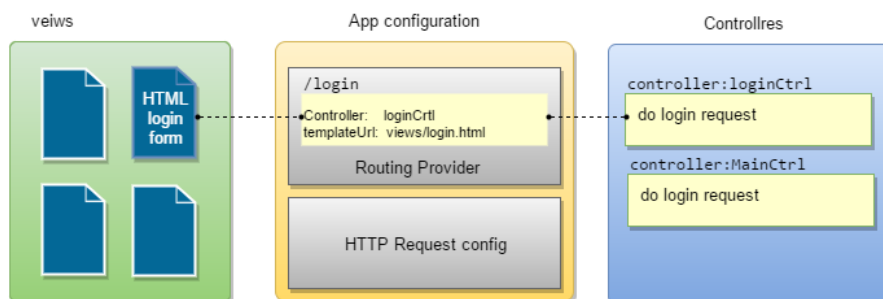 veiws
App configuration
Controllres
HTML
login
form
/login
Controller: loginCrtl
templateUrl: views/login.html
Routing Provider
HTTP Request config
controller:loginCtrl
do login request
controller:MainCtrl
do login request